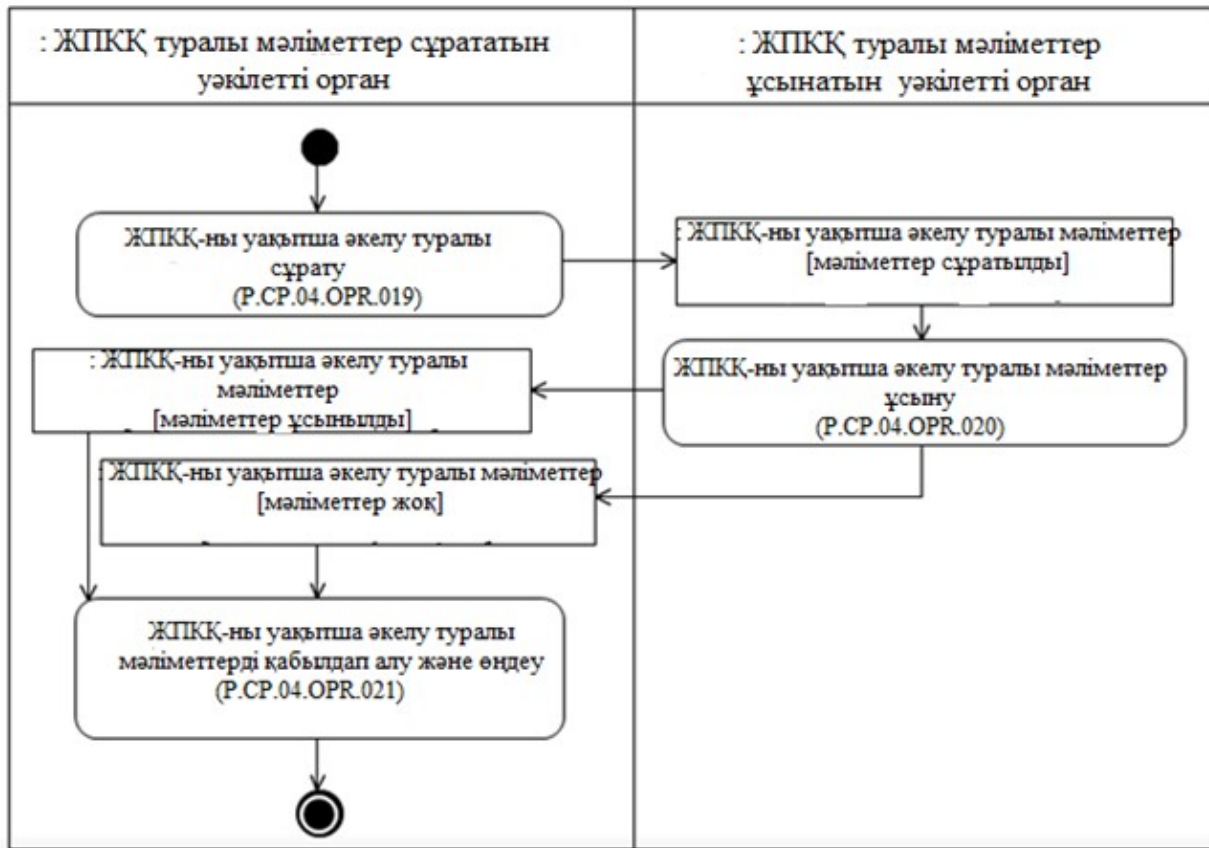 : ЖПКҚ туралы мәліметтер сұрататын
уәкілетті орган
: ЖПКҚ туралы мәліметтер
ұсынатын уәкілетті орган
ЖПКҚ-ны уақытша әкелу туралы
сұрату
(P.CP.04.OPR.019)
: ЖПКҚ-ны уақытша әкелу туралы мәліметтер
[мәліметтер сұратылды]
ЖПКҚ-ны уақытша әкелу туралы мәліметтер
ұсыну
(P.CP.04.OPR.020)
: ЖПКҚ-ны уақытша әкелу туралы
мәліметтер
[мәліметтер ұсынылды]
: ЖПКҚ-ны уақытша әкелу туралы мәліметтер
[мәліметтер жоқ]
ЖПКҚ-ны уақытша әкелу туралы
мәліметтерді қабылдап алу және өңдеу
(P.CP.04.OPR.021)